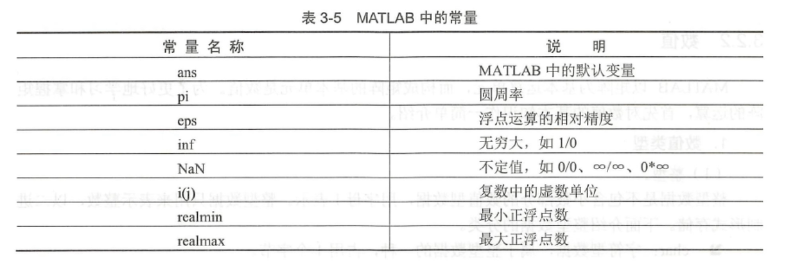 表 3-5 MATLAB 中的常量
常 量 名 称 说 明
ans MATLAB 中的默认变量
pi 圆周率
eps 浮点运算的相对精度
inf 无穷大，如 1/0
NaN 不定值，如 0/0、∞/∞、0*∞
i(j) 复数中的虚数单位
realmin 最小正浮点数
realmax 最大正浮点数